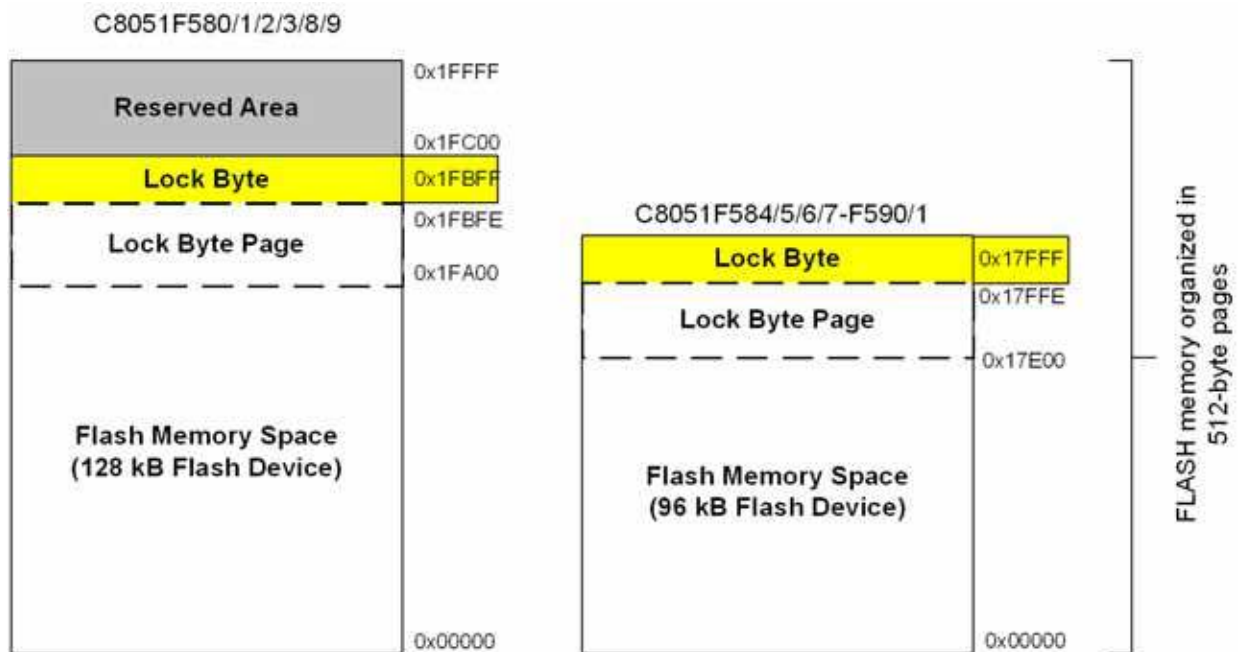 C8051F580/1/2/3/8/9
0x1FFFF
Reserved Area
0x1FC00
Lock Byte
0x1FBFF
0x1FBFE
Lock Byte Page
0x1FA00
Flash Memory Space
(128 kB Flash Device)
0x00000
C8051F584/5/6/7-F590/1
Lock Byte
0x17FFF
0x17FFE
Lock Byte Page
0x17E00
Flash Memory Space
(96 kB Flash Device)
0x00000
FLASH memory organized in
512-byte pages